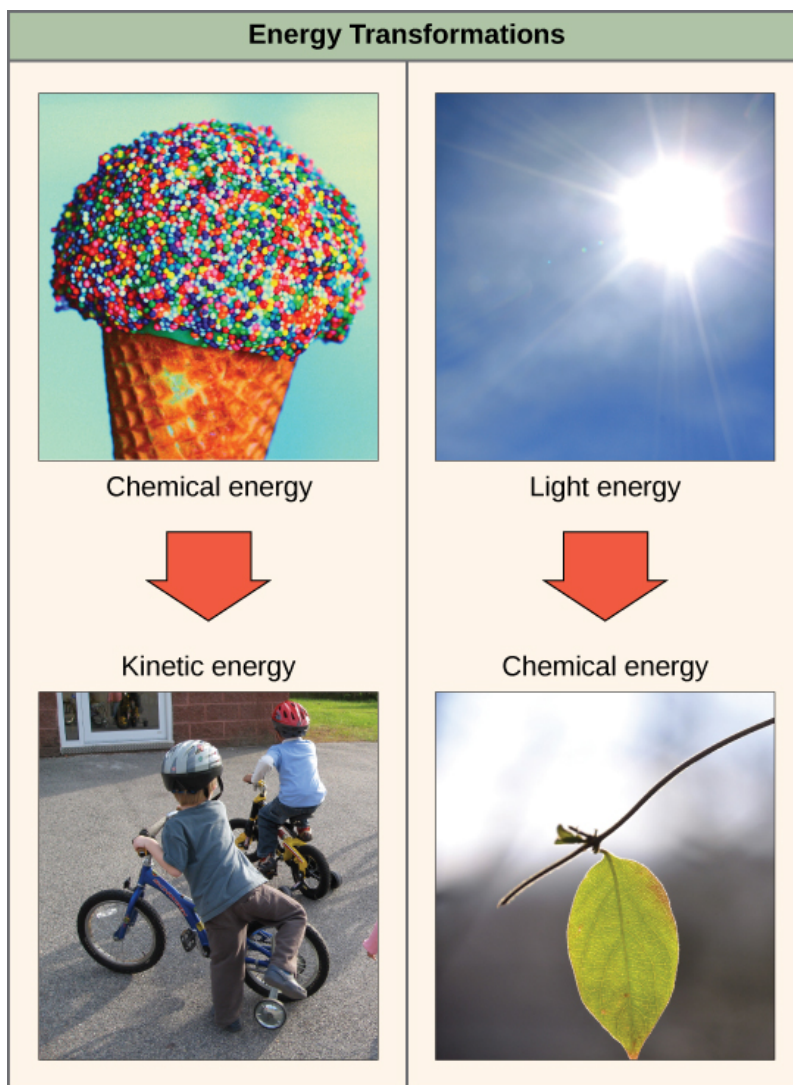 Energy Transformations
Chemical energy
Light energy
Kinetic energy
Chemical energy